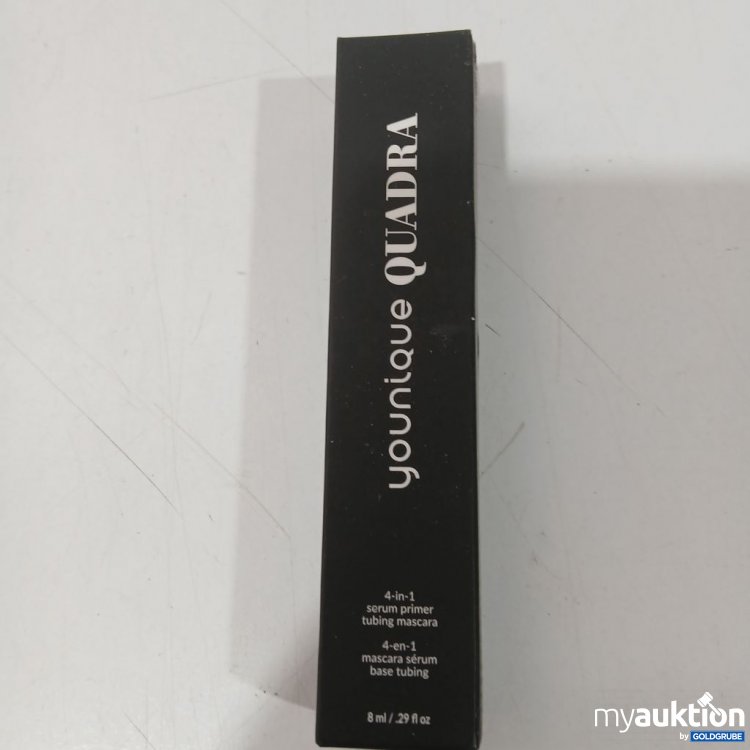 younique QUADRA
4-in-1
serum primer
tubing mascara
4-en-1
mascara sérum
base tubing
8 ml / .29 fl oz
myauktion
by GOLDGRUBE